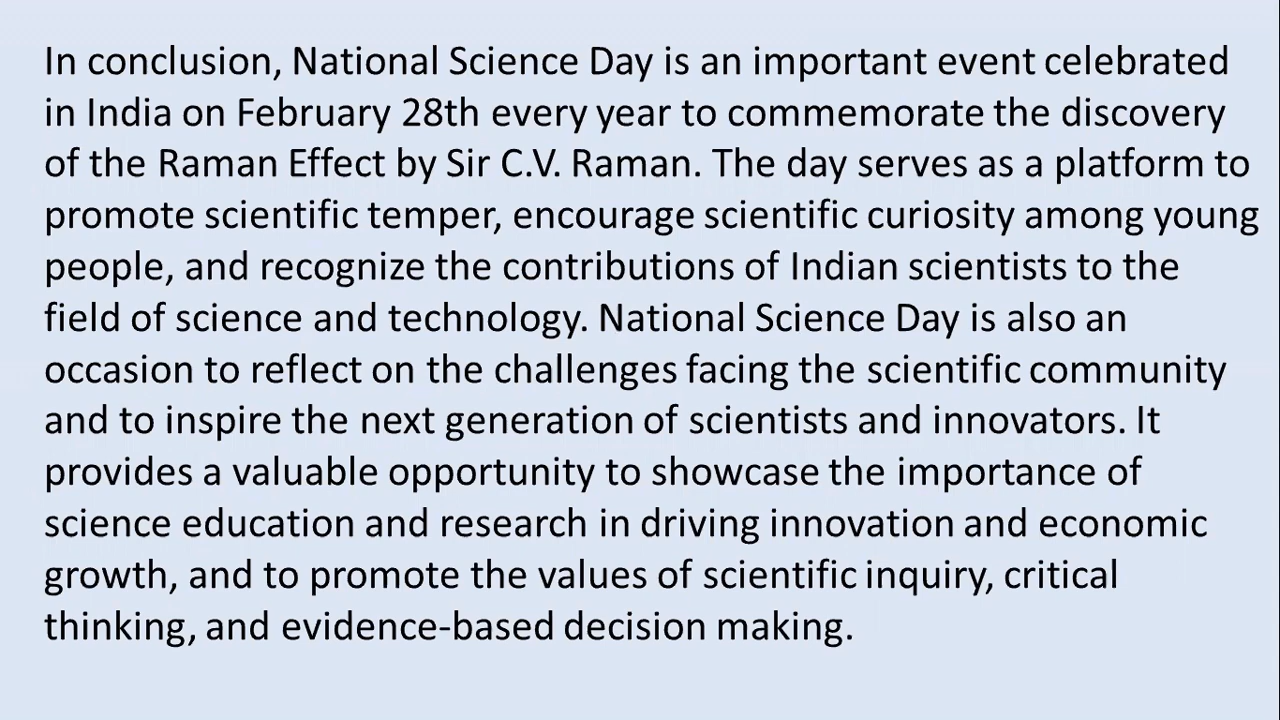 In conclusion, National Science Day is an important event celebrated
in India on February 28th every year to commemorate the discovery
of the Raman Effect by Sir C.V. Raman. The day serves as a platform to
promote scientific temper, encourage scientific curiosity among young
people, and recognize the contributions of Indian scientists to the
field of science and technology. National Science Day is also an
occasion to reflect on the challenges facing the scientific community
and to inspire the next generation of scientists and innovators. It
provides a valuable opportunity to showcase the importance of
science education and research in driving innovation and economic
growth, and to promote the values of scientific inquiry, critical
thinking, and evidence-based decision making.